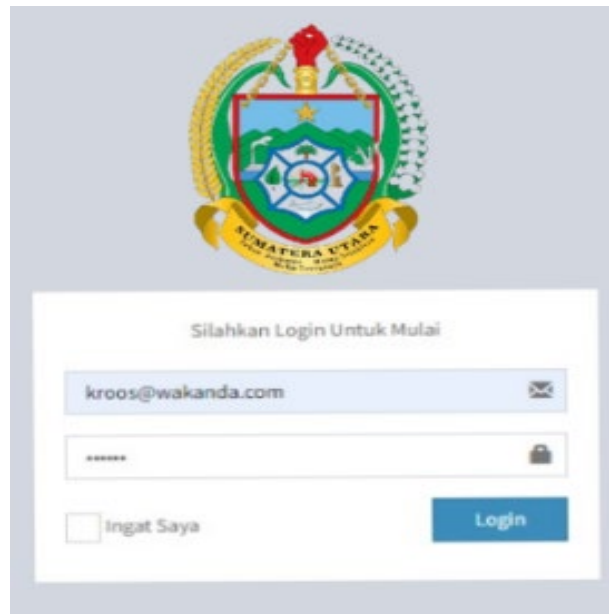 SUMATERA UTARA
Silahkan Login Untuk Mulai
kroos@wakanda.com
••••••
Ingat Saya
Login